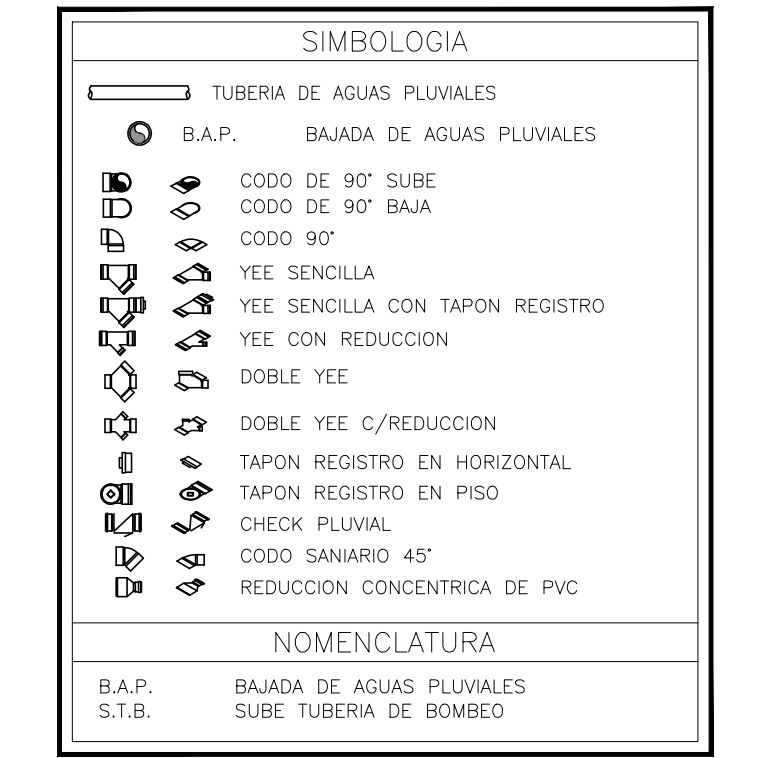 SIMBOLOGIA
TUBERIA DE AGUAS PLUVIALES
B.A.P. BAJADA DE AGUAS PLUVIALES
CODO DE 90° SUBE
CODO DE 90° BAJA
CODO 90°
YEE SENCILLA
YEE SENCILLA CON TAPON REGISTRO
YEE CON REDUCCION
DOBLE YEE
DOBLE YEE C/REDUCCION
TAPON REGISTRO EN HORIZONTAL
TAPON REGISTRO EN PISO
CHECK PLUVIAL
CODO SANIARIO 45°
REDUCCION CONCENTRICA DE PVC
NOMENCLATURA
B.A.P. BAJADA DE AGUAS PLUVIALES
S.T.B. SUBE TUBERIA DE BOMBEO